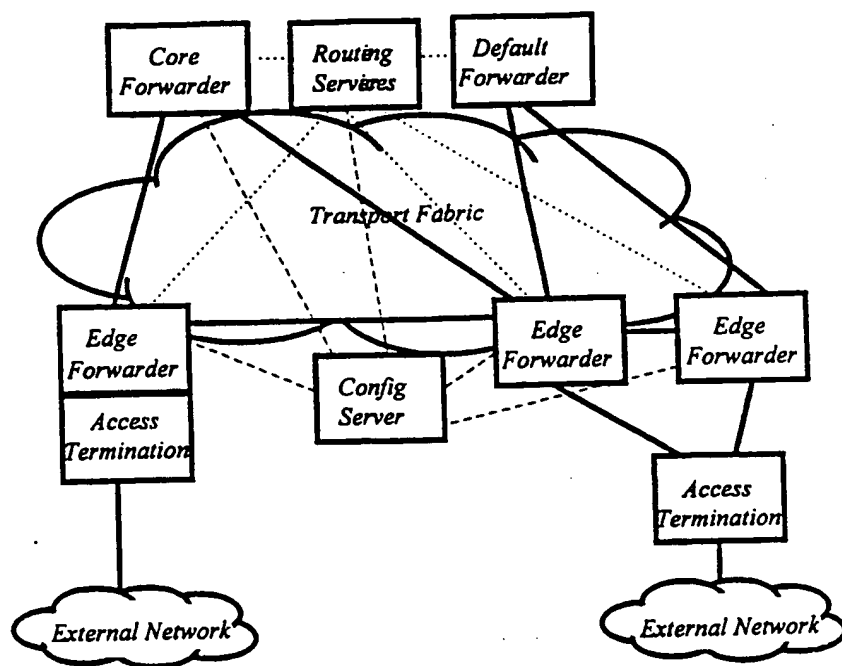 Core
Forwarder
Routing
Services
Default
Forwarder
Transport Fabric
Edge
Forwarder
Edge
Forwarder
Edge
Forwarder
Config
Server
Access
Termination
Access
Termination
External Network
External Network